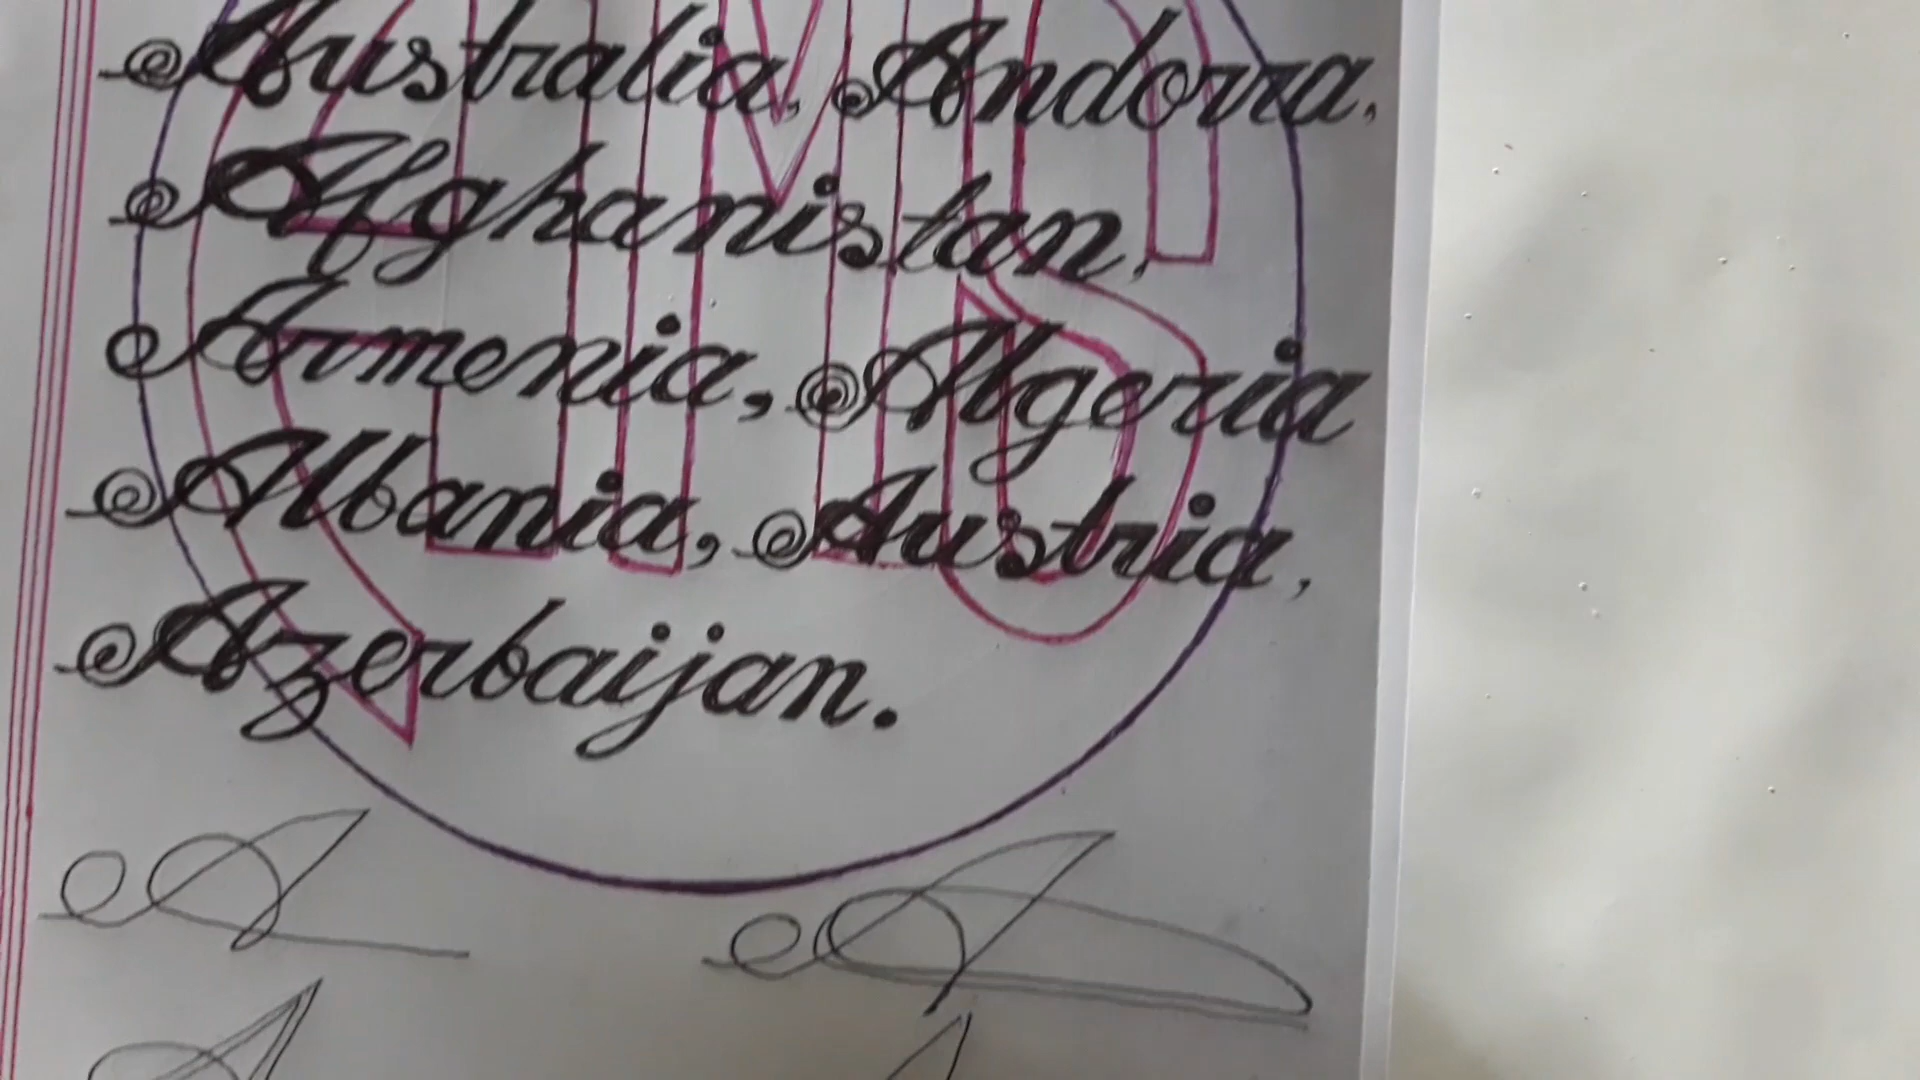 Australia, Andorra,
Afghanistan,
Armenia, Algeria
Albania, Austria,
Azerbaijan.
A A